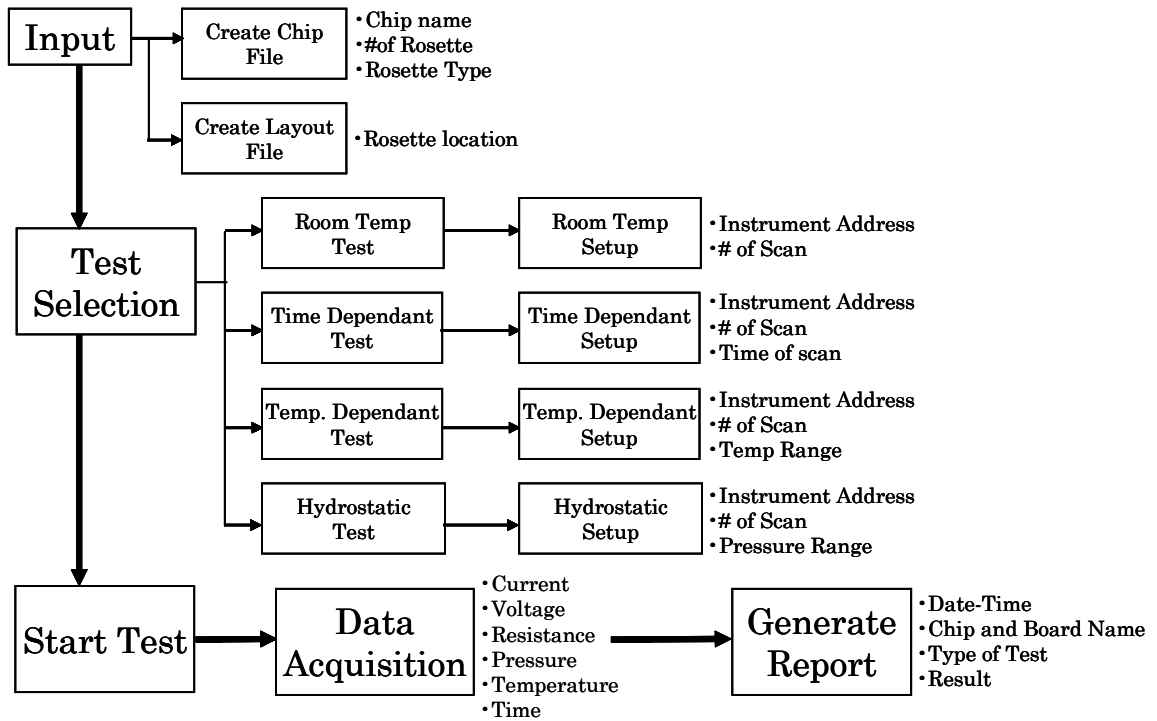 Input
Create Chip
File
・Chip name
・#of Rosette
・Rosette Type
Create Layout
File
・Rosette location
Test
Selection
Room Temp
Test
Room Temp
Setup
・Instrument Address
・# of Scan
Time Dependant
Test
Time Dependant
Setup
・Instrument Address
・# of Scan
・Time of scan
Temp. Dependant
Test
Temp. Dependant
Setup
・Instrument Address
・# of Scan
・Temp Range
Hydrostatic
Test
Hydrostatic
Setup
・Instrument Address
・# of Scan
・Pressure Range
Start Test
Data
Acquisition
・Current
・Voltage
・Resistance
・Pressure
・Temperature
・Time
Generate
Report
・Date-Time
・Chip and Board Name
・Type of Test
・Result